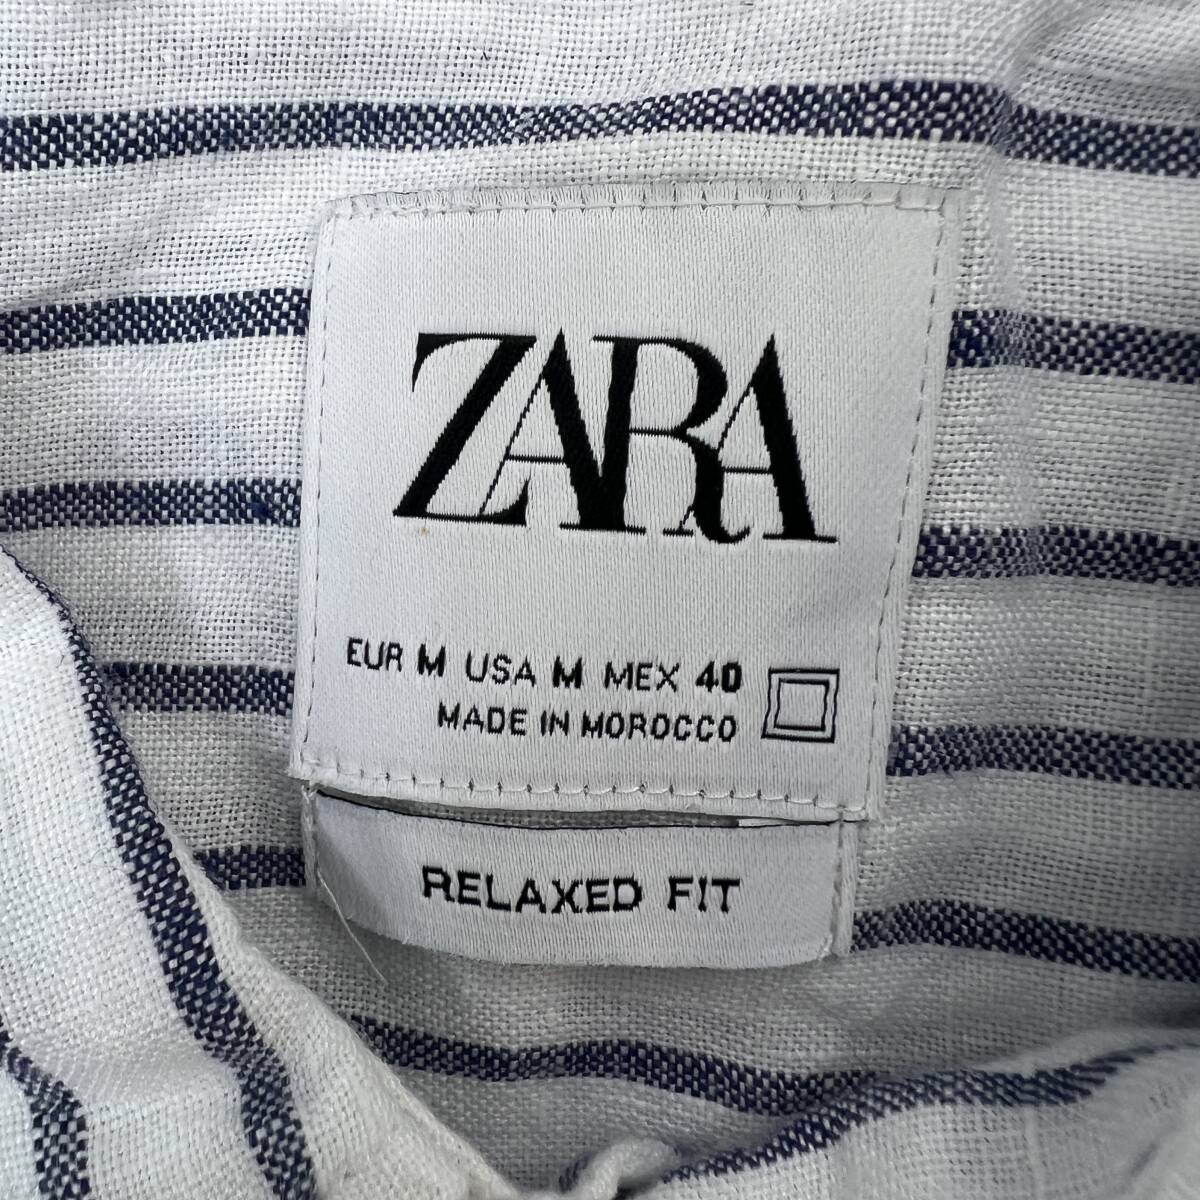 ZARA
EUR M USA M MEX 40
MADE IN MOROCCO
RELAXED FIT